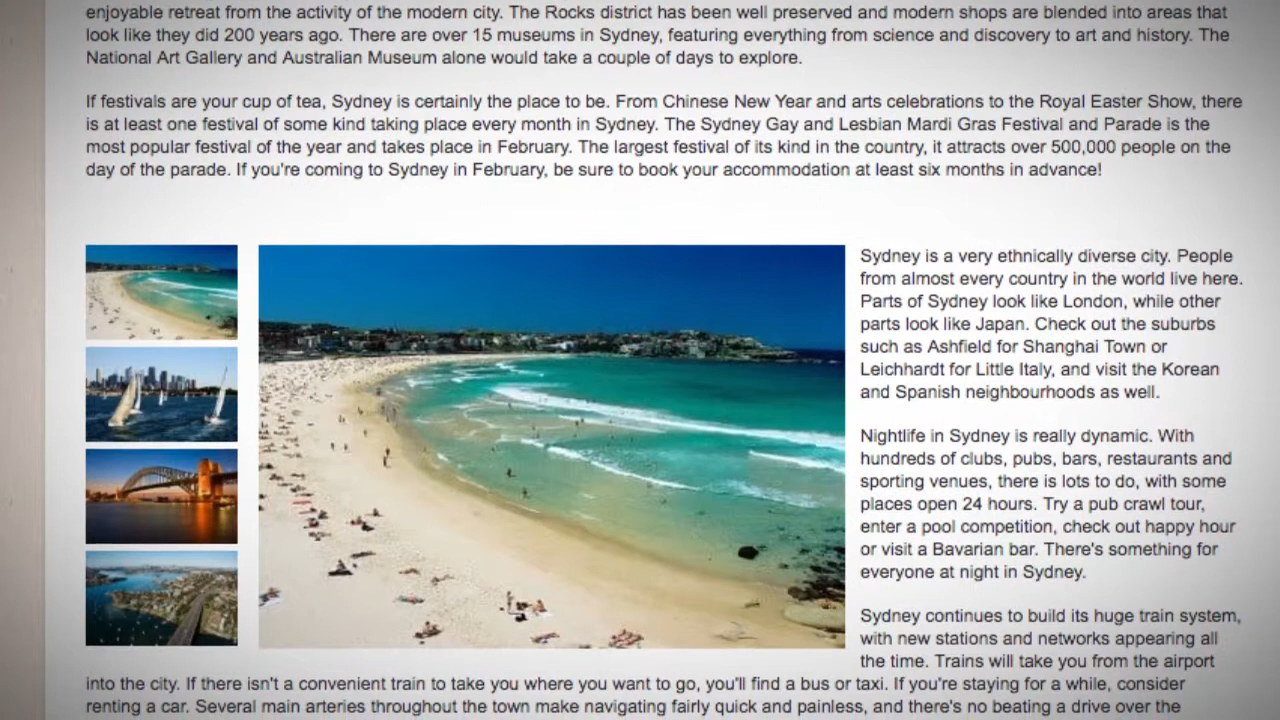 enjoyable retreat from the activity of the modern city. The Rocks district has been well preserved and modern shops are blended into areas that
look like they did 200 years ago. There are over 15 museums in Sydney, featuring everything from science and discovery to art and history. The
National Art Gallery and Australian Museum alone would take a couple of days to explore.
If festivals are your cup of tea, Sydney is certainly the place to be. From Chinese New Year and arts celebrations to the Royal Easter Show, there
is at least one festival of some kind taking place every month in Sydney. The Sydney Gay and Lesbian Mardi Gras Festival and Parade is the
most popular festival of the year and takes place in February. The largest festival of its kind in the country, it attracts over 500,000 people on the
day of the parade. If you're coming to Sydney in February, be sure to book your accommodation at least six months in advance!
Sydney is a very ethnically diverse city. People
from almost every country in the world live here.
Parts of Sydney look like London, while other
parts look like Japan. Check out the suburbs
such as Ashfield for Shanghai Town or
Leichhardt for Little Italy, and visit the Korean
and Spanish neighbourhoods as well.
Nightlife in Sydney is really dynamic. With
hundreds of clubs, pubs, bars, restaurants and
sporting venues, there is lots to do, with some
places open 24 hours. Try a pub crawl tour,
enter a pool competition, check out happy hour
or visit a Bavarian bar. There's something for
everyone at night in Sydney.
Sydney continues to build its huge train system,
with new stations and networks appearing all
the time. Trains will take you from the airport
into the city. If there isn't a convenient train to take you where you want to go, you'll find a bus or taxi. If you're staying for a while, consider
renting a car. Several main arteries throughout the town make navigating fairly quick and painless, and there's no beating a drive over the